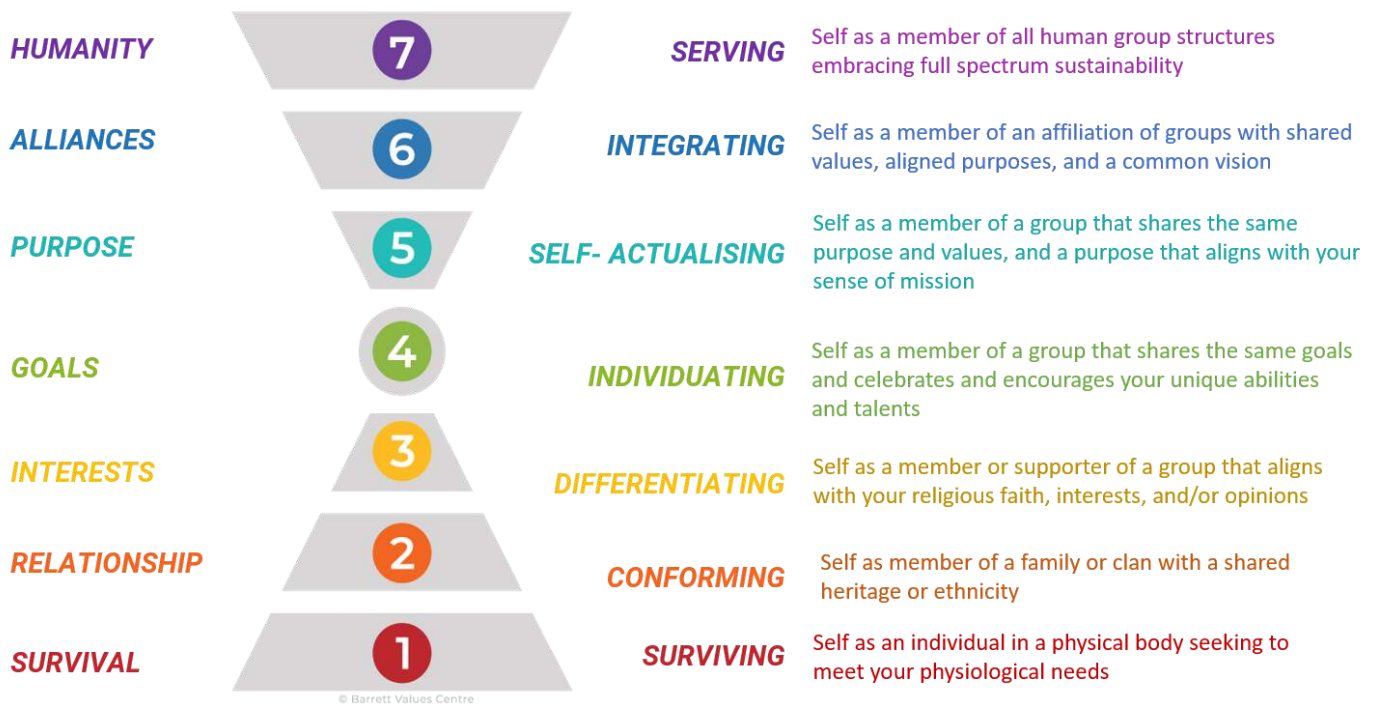 HUMANITY
7
SERVING
Self as a member of all human group structures
embracing full spectrum sustainability
ALLIANCES
6
INTEGRATING
Self as a member of an affiliation of groups with shared
values, aligned purposes, and a common vision
PURPOSE
5
SELF- ACTUALISING
Self as a member of a group that shares the same
purpose and values, and a purpose that aligns with your
sense of mission
GOALS
4
INDIVIDUATING
Self as a member of a group that shares the same goals
and celebrates and encourages your unique abilities
and talents
INTERESTS
3
DIFFERENTIATING
Self as a member or supporter of a group that aligns
with your religious faith, interests, and/or opinions
RELATIONSHIP
2
CONFORMING
Self as member of a family or clan with a shared
heritage or ethnicity
SURVIVAL
1
SURVIVING
Self as an individual in a physical body seeking to
meet your physiological needs
© Barrett Values Centre